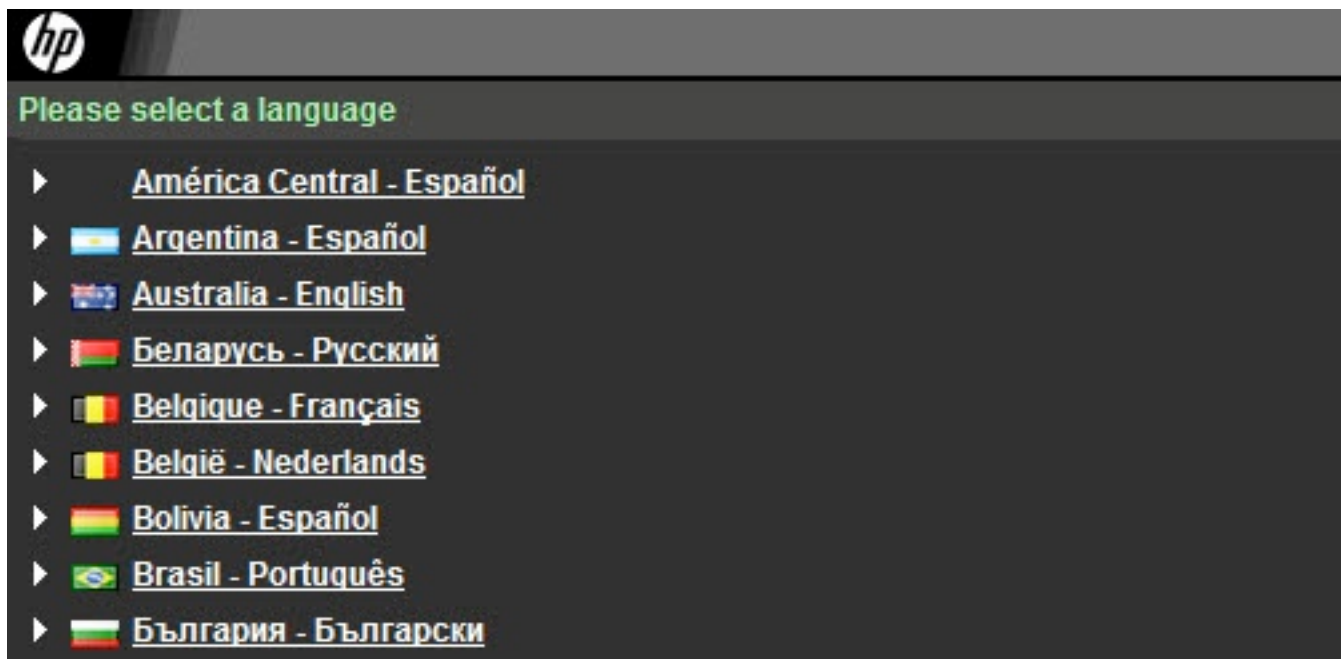 hp
Please select a language
América Central - Español
Argentina - Español
Australia - English
Беларусь - Русский
Belgique - Français
België - Nederlands
Bolivia - Español
Brasil - Português
България - Български